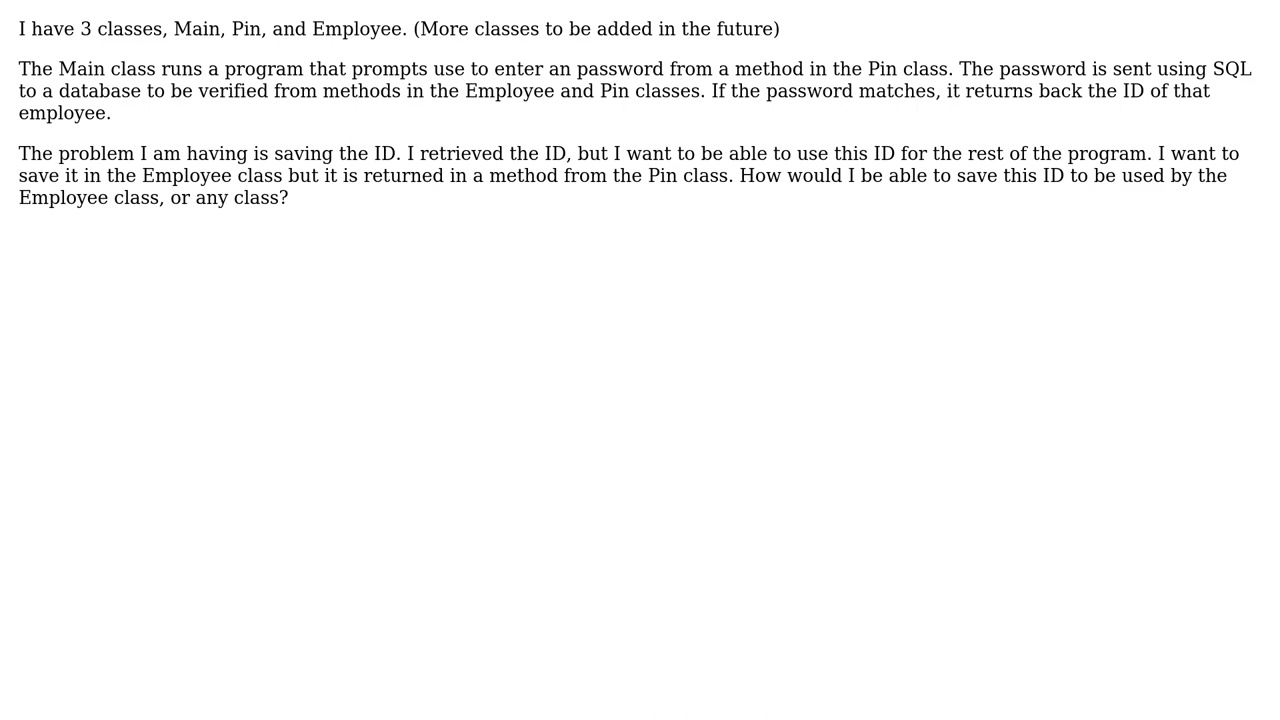 I have 3 classes, Main, Pin, and Employee. (More classes to be added in the future)
The Main class runs a program that prompts use to enter an password from a method in the Pin class. The password is sent using SQL
to a database to be verified from methods in the Employee and Pin classes. If the password matches, it returns back the ID of that
employee.
The problem I am having is saving the ID. I retrieved the ID, but I want to be able to use this ID for the rest of the program. I want to
save it in the Employee class but it is returned in a method from the Pin class. How would I be able to save this ID to be used by the
Employee class, or any class?